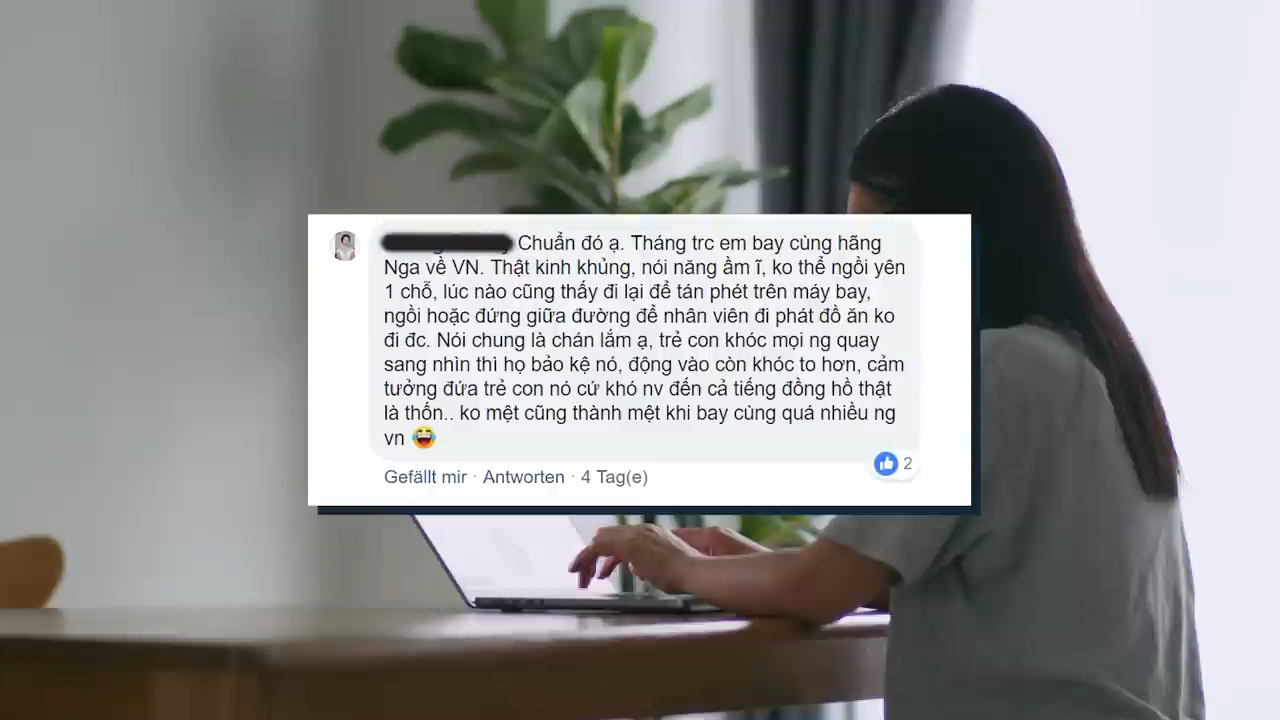 Chuẩn đó ạ. Tháng trc em bay cùng hãng
Nga về VN. Thật kinh khủng, nói năng ầm ĩ, ko thể ngồi yên
1 chỗ, lúc nào cũng thấy đi lại để tán phét trên máy bay,
ngồi hoặc đứng giữa đường để nhân viên đi phát đồ ăn ko
đi đc. Nói chung là chán lắm ạ, trẻ con khóc mọi ng quay
sang nhìn thì họ bảo kệ nó, động vào còn khóc to hơn, cảm
tưởng đứa trẻ con nó cứ khó nv đến cả tiếng đồng hồ thật
là thốn.. ko mệt cũng thành mệt khi bay cùng quá nhiều ng
vn 😂
Gefällt mir · Antworten · 4 Tag(e)
2